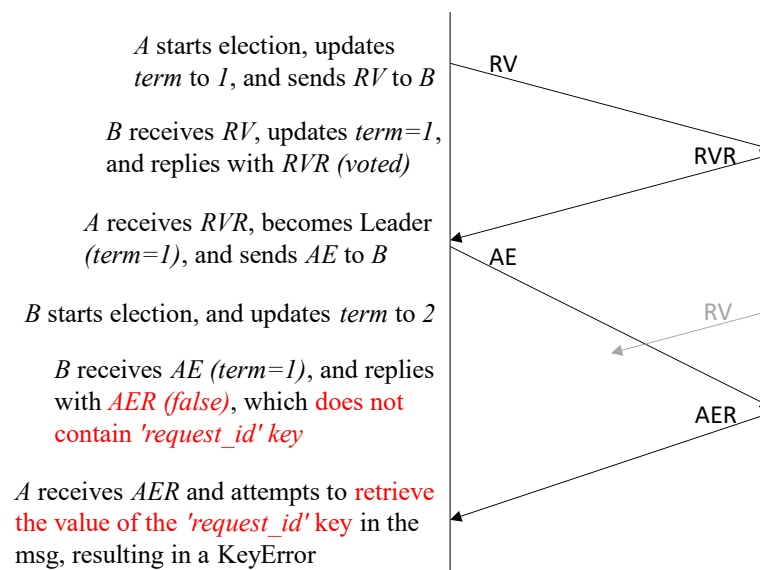 A starts election, updates
term to 1, and sends RV to B
RV
B receives RV, updates term=1,
and replies with RVR (voted)
RVR
A receives RVR, becomes Leader
(term=1), and sends AE to B
AE
B starts election, and updates term to 2
RV
B receives AE (term=1), and replies
with AER (false), which does not
contain 'request_id' key
AER
A receives AER and attempts to retrieve
the value of the 'request_id' key in the
msg, resulting in a KeyError